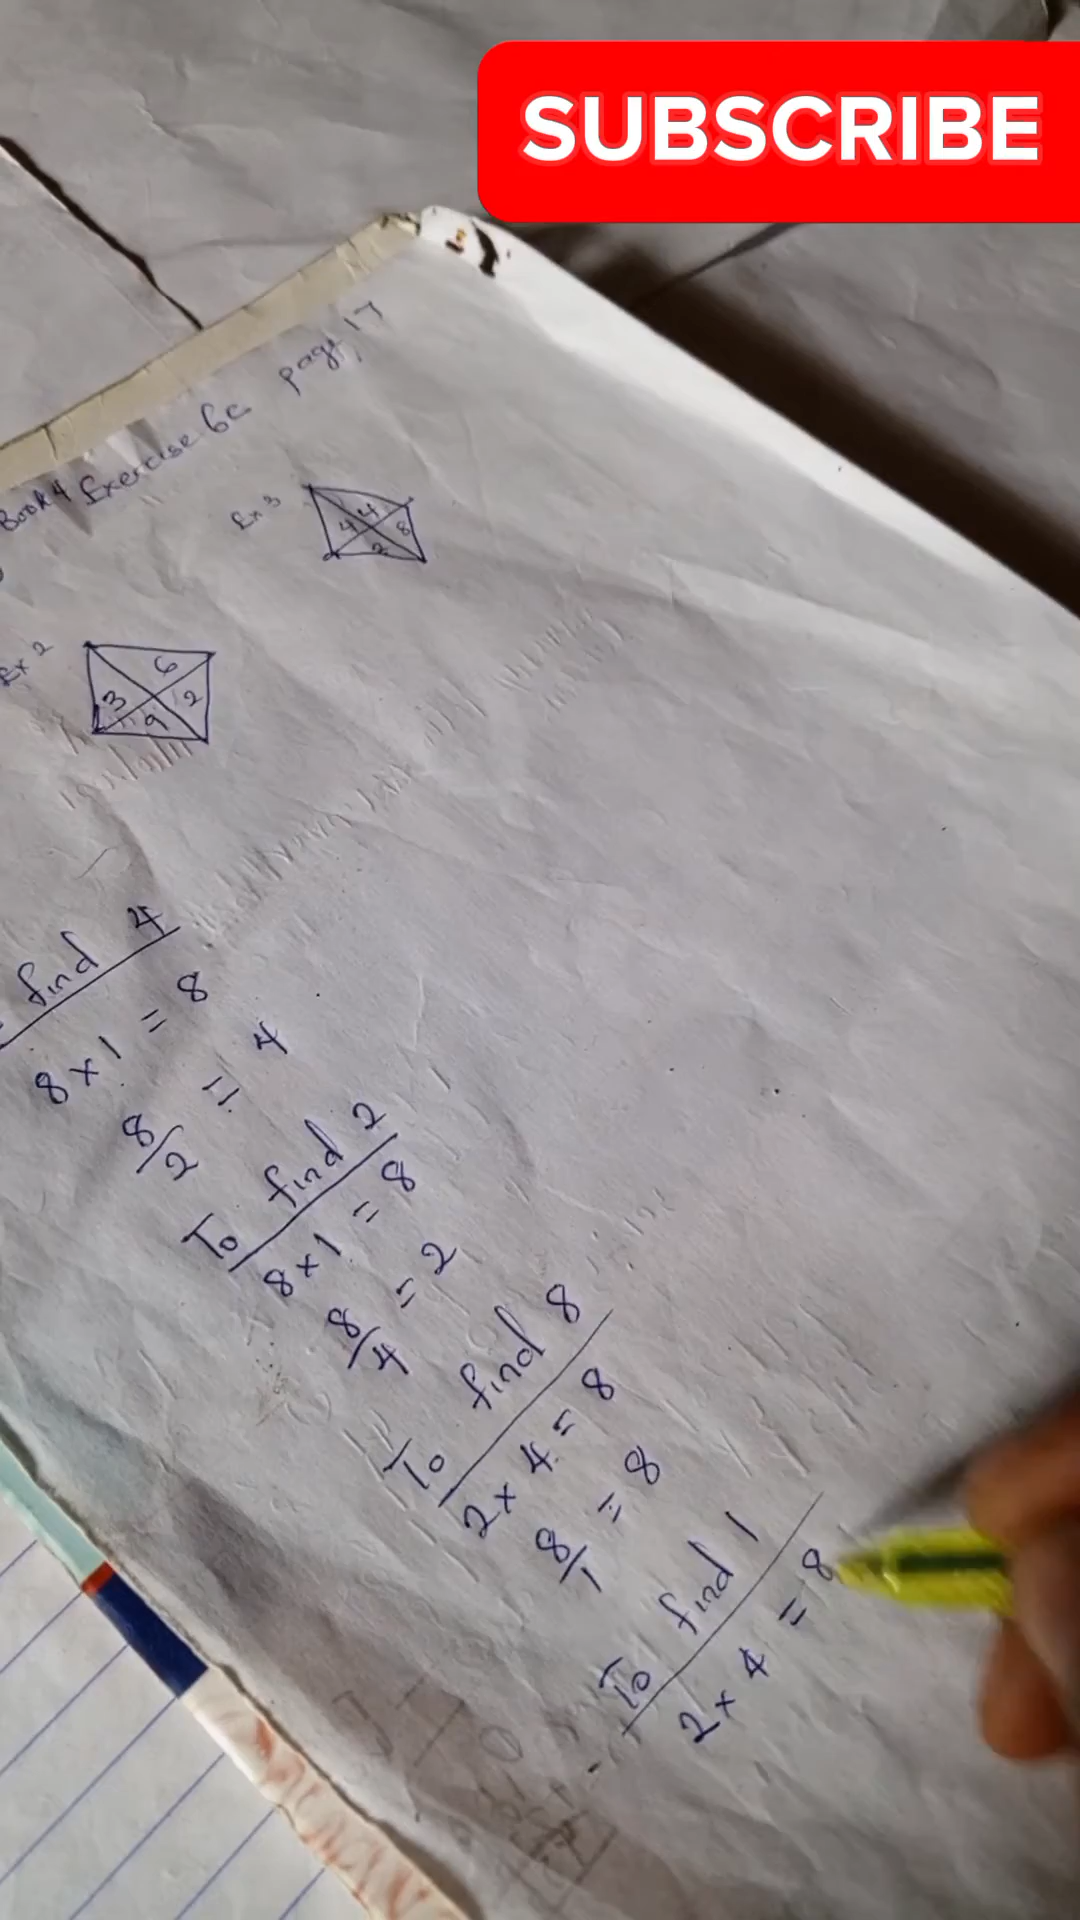 SUBSCRIBE
Book 4 Exercise 6c page 17
Ex 3
4 4 8
2
Ex 2
6
3 2
9
find 4
8 x 1 = 8
8/2 = 4
To find 2
8 x 1 = 8
8/4 = 2
To find 8
2 x 4 = 8
8/1 = 8
To find 1
2 x 4 = 8